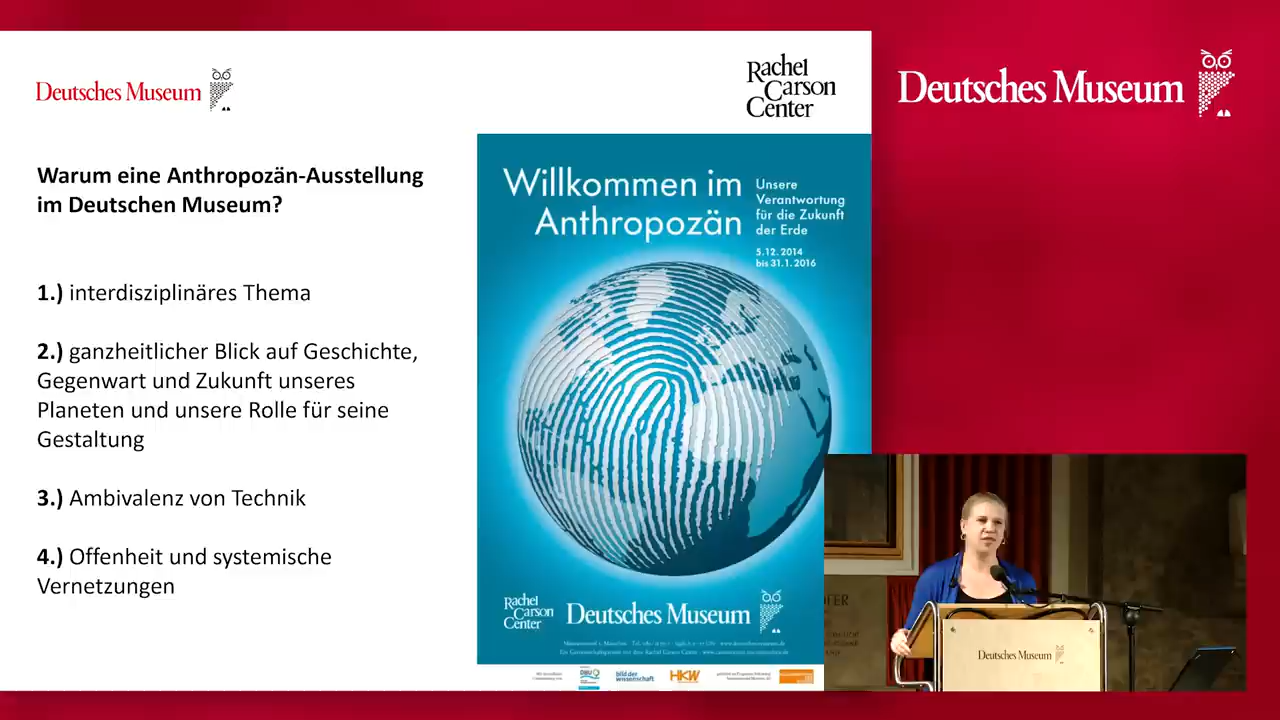 Deutsches Museum
Rachel
Carson
Center
Deutsches Museum
Warum eine Anthropozän-Ausstellung
im Deutschen Museum?
1.) interdisziplinäres Thema
2.) ganzheitlicher Blick auf Geschichte,
Gegenwart und Zukunft unseres
Planeten und unsere Rolle für seine
Gestaltung
3.) Ambivalenz von Technik
4.) Offenheit und systemische
Vernetzungen
Willkommen im
Anthropozän
Unsere
Verantwortung
für die Zukunft
der Erde
5.12.2014
bis 31.1.2016
Rachel
Carson
Center
Deutsches Museum
bild der
wissenschaft
HKW
Deutsches Museum